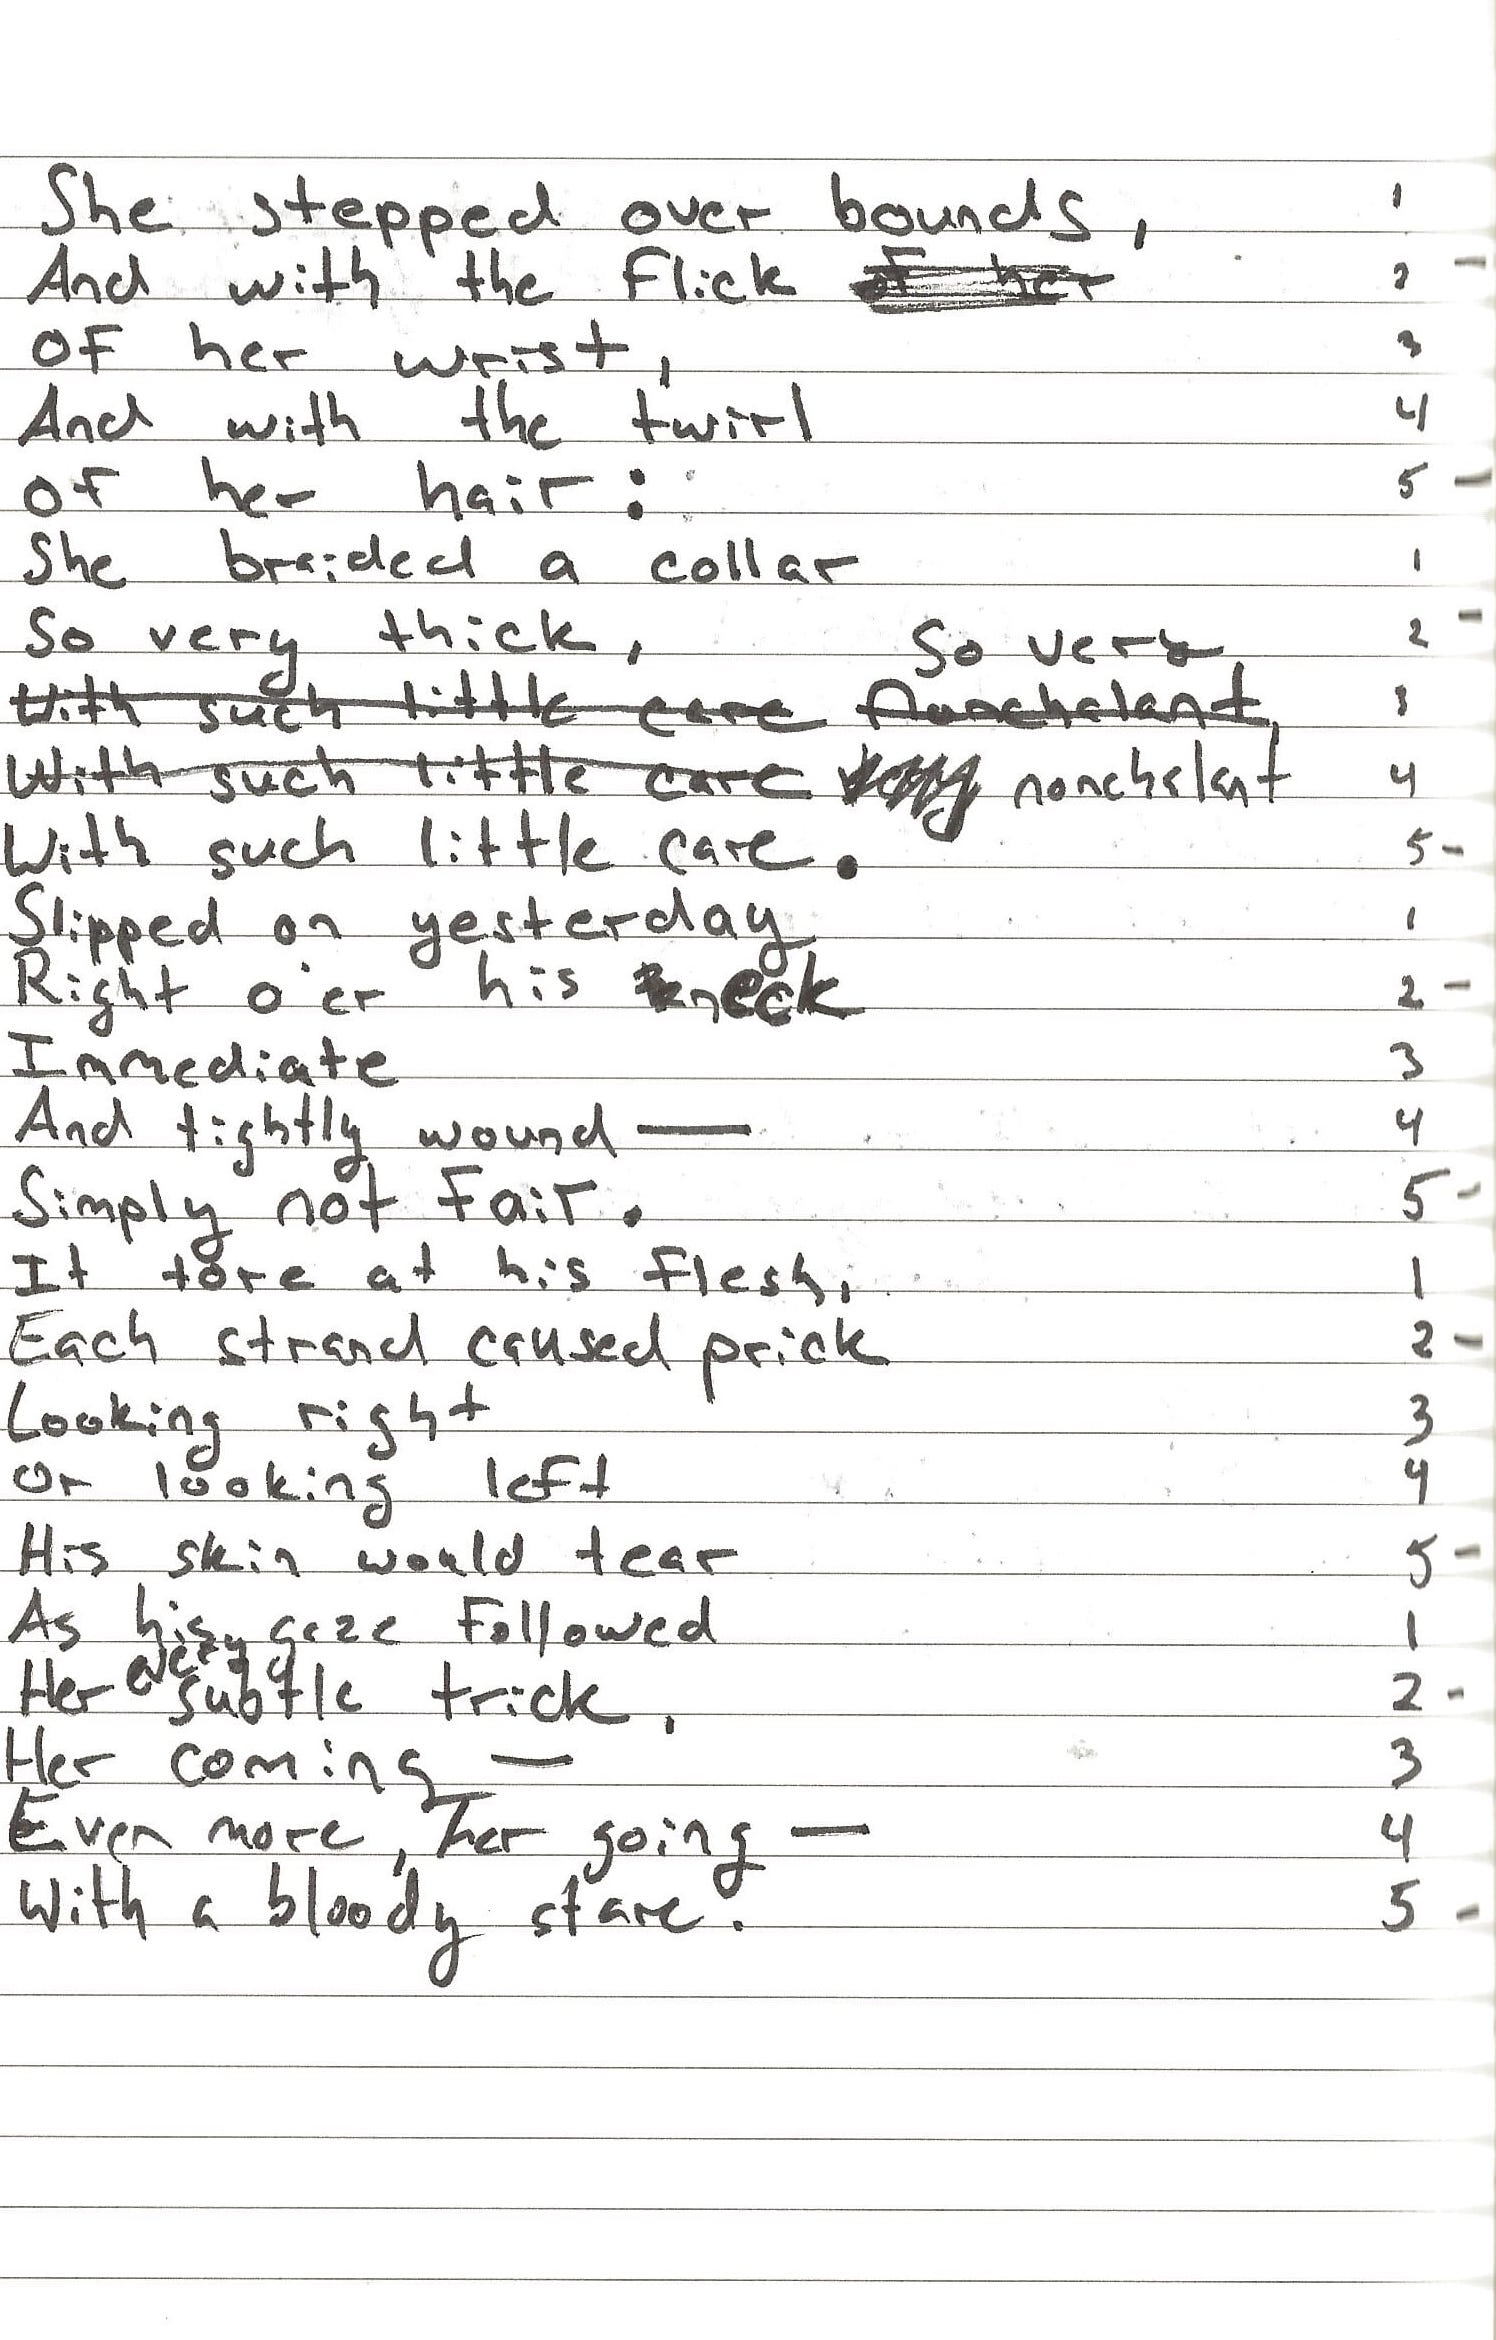 She stepped over bounds, 1
And with the Flick of her 2 -
OF her wrist, 3
And with the twirl 4
OF her hair: 5 -
She braided a collar 1
So very thick, So very 2 -
With such little care Nonchalant, 3
With such little care nonchalant 4
With such little care. 5 -
Slipped on yesterday 1
Right o'er his neck 2 -
Immediate 3
And tightly wound — 4
Simply not Fair. 5 -
It tore at his Flesh, 1
Each strand caused prick 2 -
Looking right 3
Or looking left 4
His skin would tear 5 -
As his gaze Followed 1
Her every subtle trick, 2 -
Her coming — 3
Even more, her going — 4
With a bloody stare. 5 -